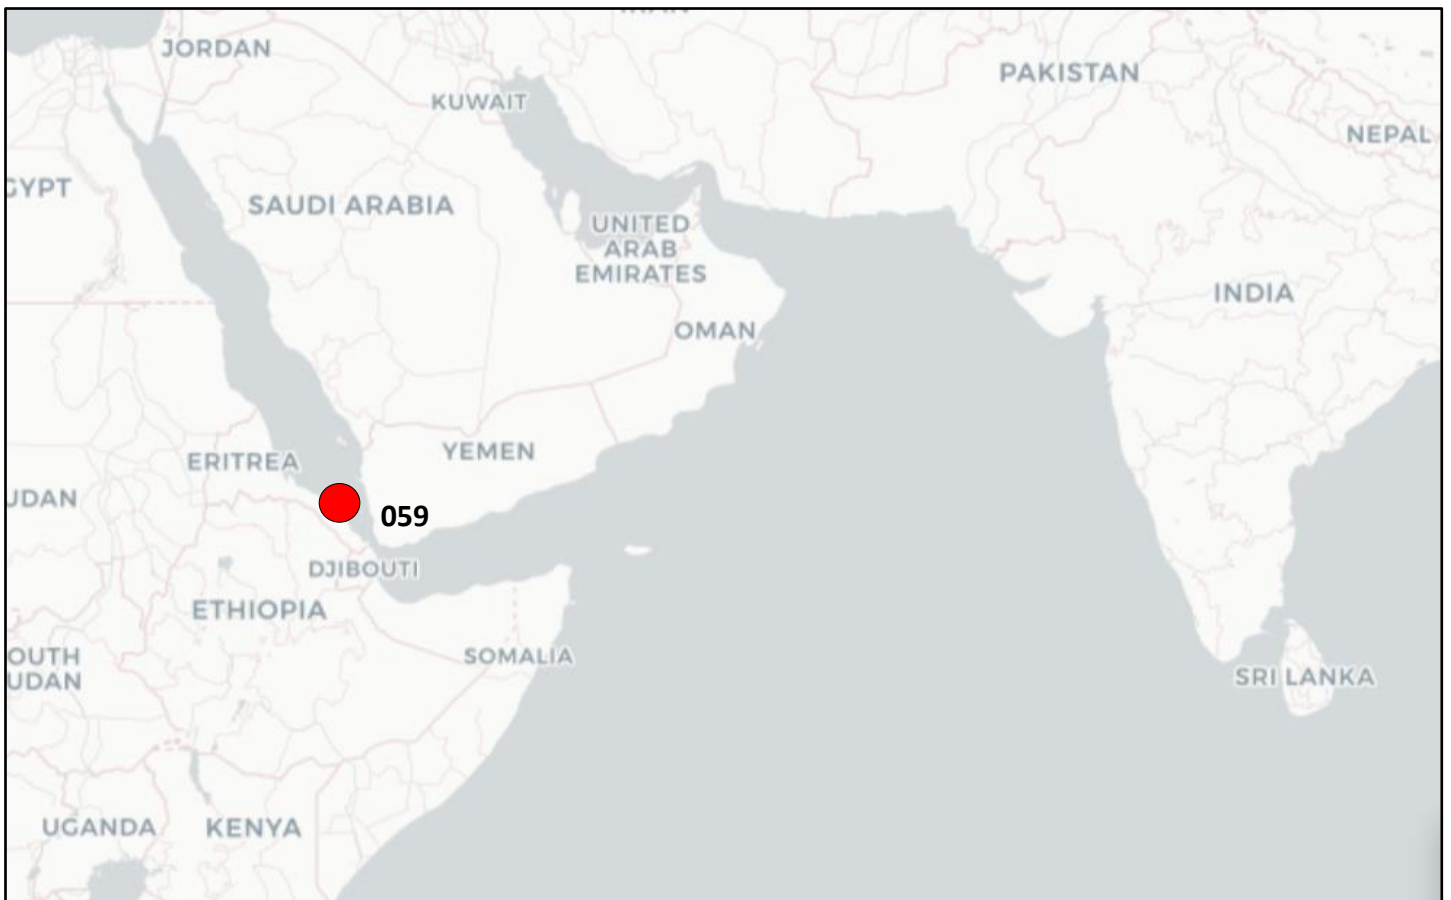 JORDAN
PAKISTAN
KUWAIT
NEPAL
GYPT
SAUDI ARABIA
UNITED
ARAB
EMIRATES
INDIA
OMAN
YEMEN
ERITREA
UDAN
059
DJIBOUTI
ETHIOPIA
OUTH
UDAN
SOMALIA
SRI LANKA
UGANDA
KENYA